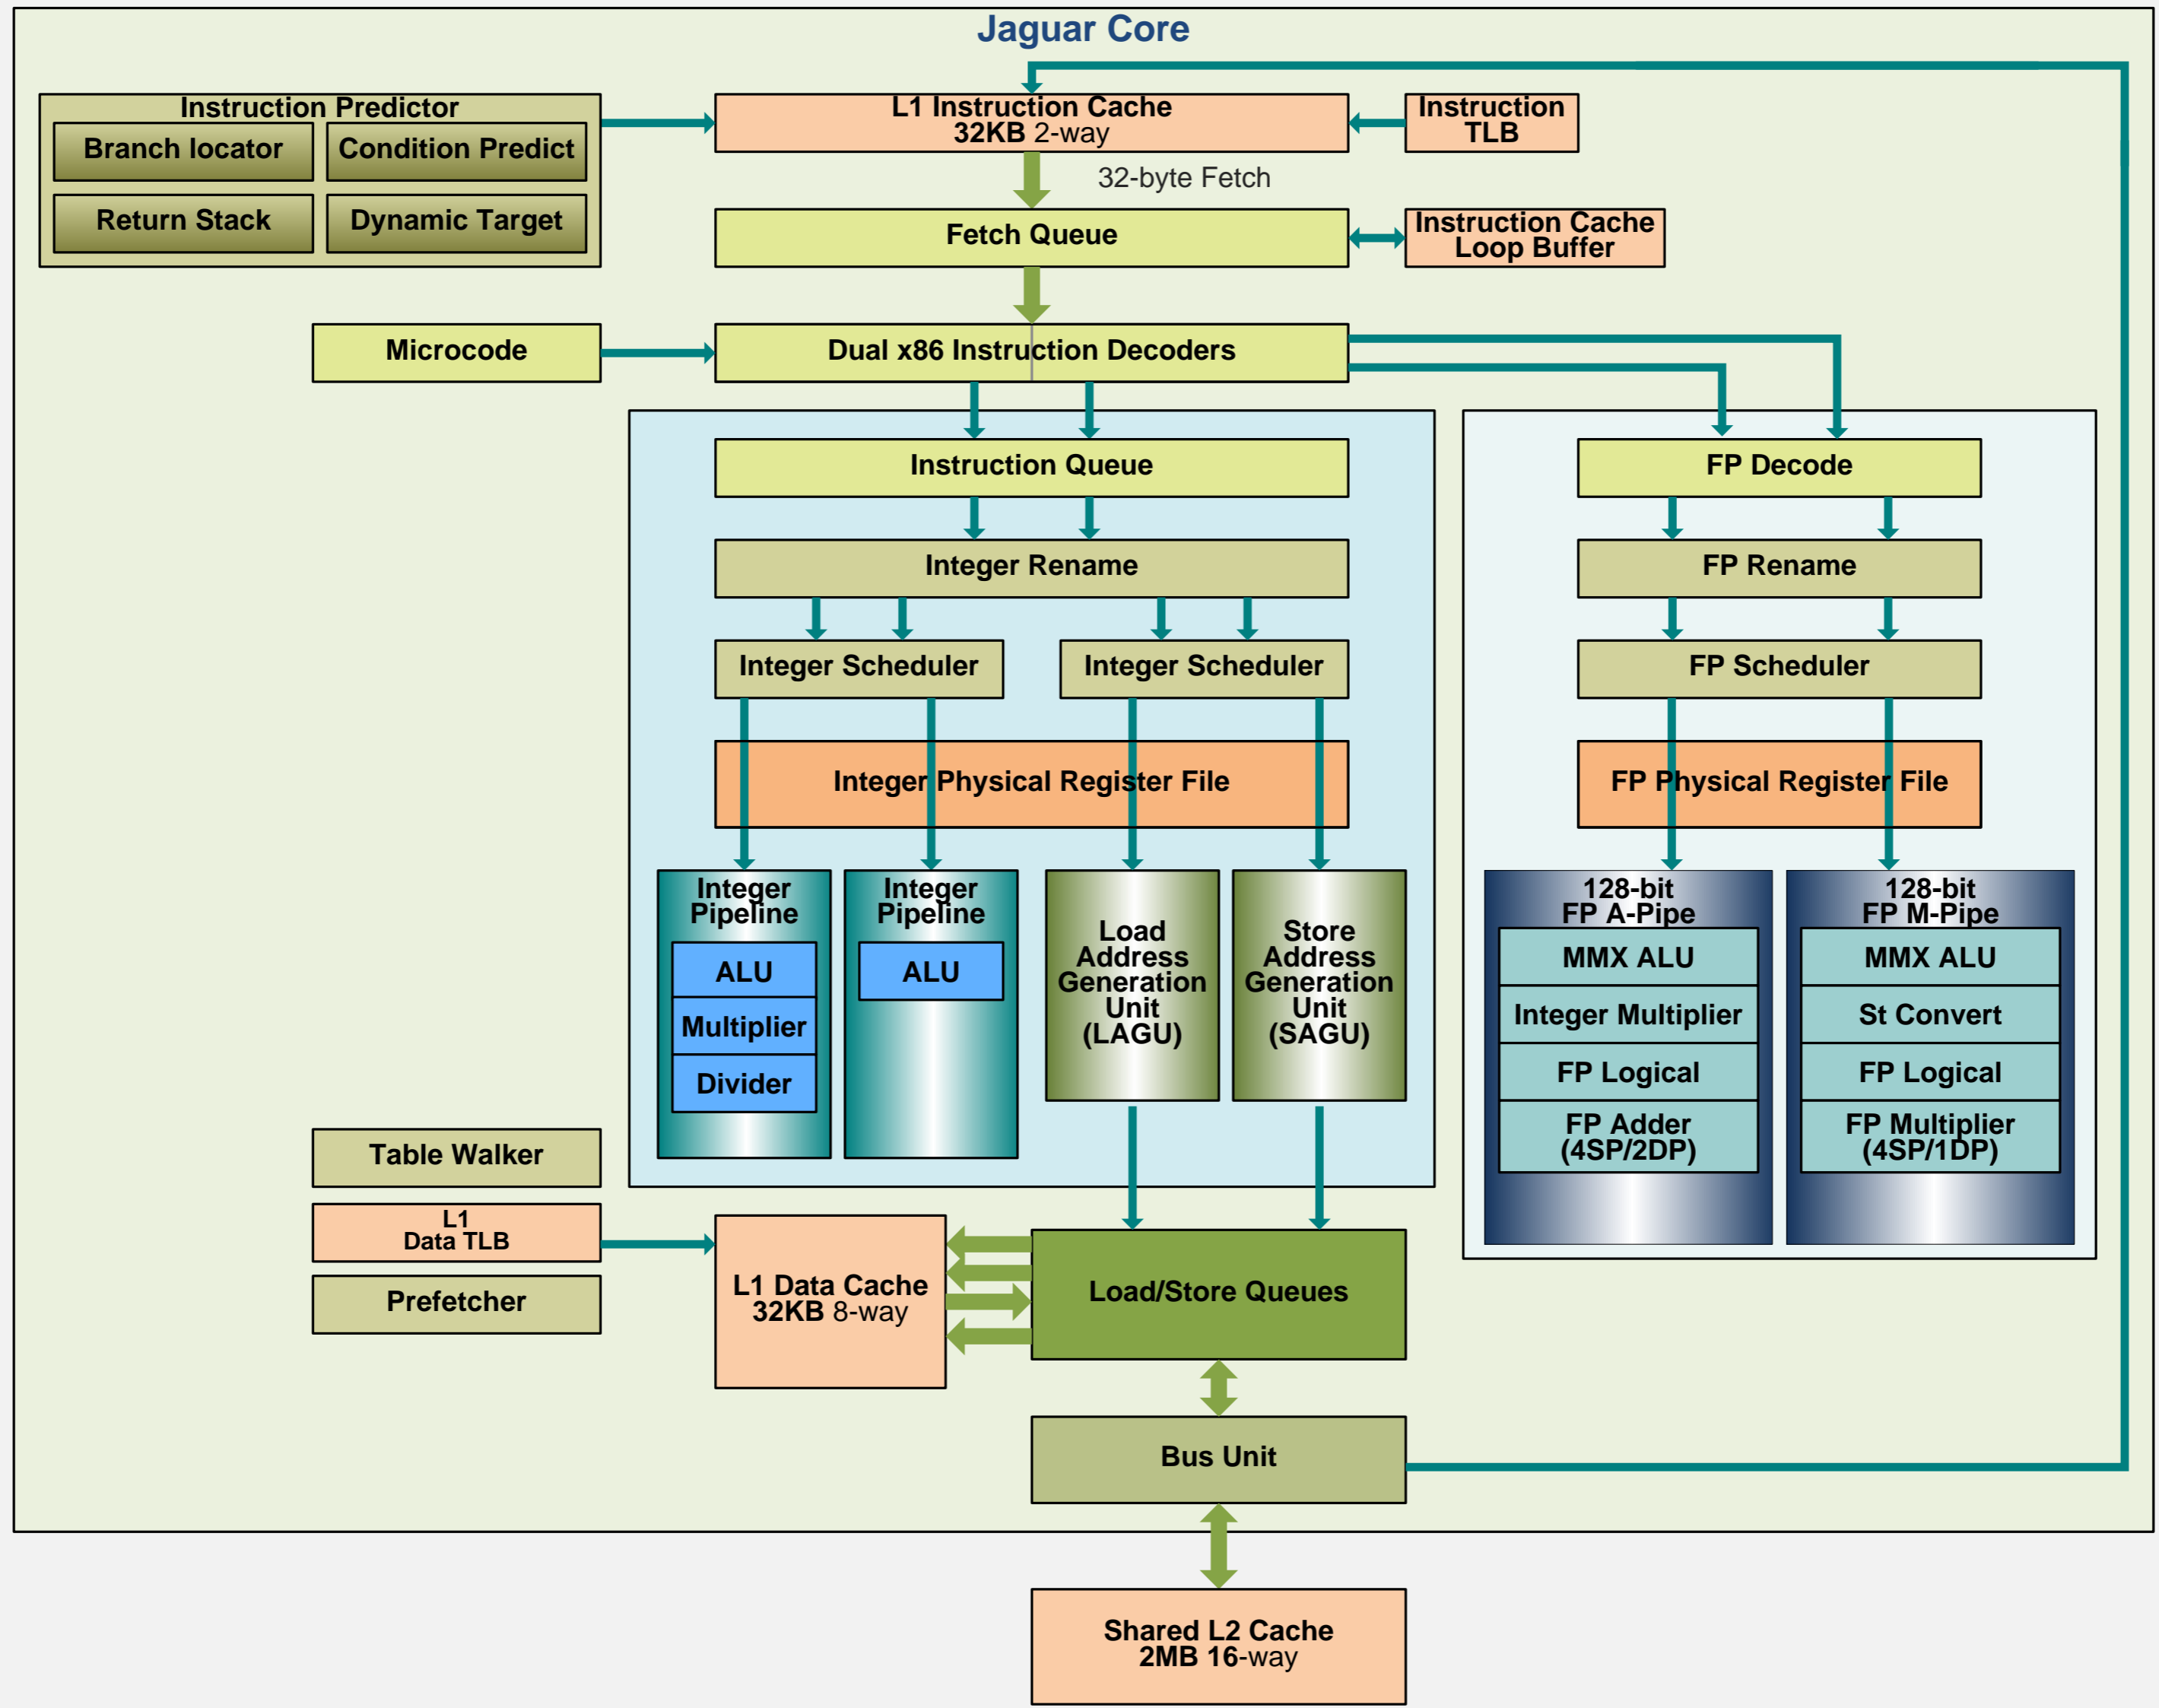 Jaguar Core
Instruction Predictor
Branch locator
Condition Predict
Return Stack
Dynamic Target
L1 Instruction Cache
32KB 2-way
Instruction
TLB
32-byte Fetch
Fetch Queue
Instruction Cache
Loop Buffer
Microcode
Dual x86 Instruction Decoders
Instruction Queue
Integer Rename
Integer Scheduler
Integer Scheduler
Integer Physical Register File
FP Decode
FP Rename
FP Scheduler
FP Physical Register File
Integer
Pipeline
ALU
Multiplier
Divider
Integer
Pipeline
ALU
Load
Address
Generation
Unit
(LAGU)
Store
Address
Generation
Unit
(SAGU)
128-bit
FP A-Pipe
MMX ALU
Integer Multiplier
FP Logical
FP Adder
(4SP/2DP)
128-bit
FP M-Pipe
MMX ALU
St Convert
FP Logical
FP Multiplier
(4SP/1DP)
Table Walker
L1
Data TLB
Prefetcher
L1 Data Cache
32KB 8-way
Load/Store Queues
Bus Unit
Shared L2 Cache
2MB 16-way